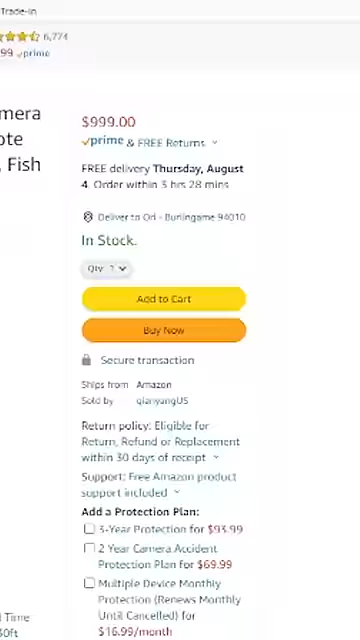 Trade-In
6,774
99 prime
mera
ote
, Fish
$999.00
prime & FREE Returns
FREE delivery Thursday, August
4. Order within 3 hrs 28 mins
Deliver to Ori - Burlingame 94010
In Stock.
Qty: 1
Add to Cart
Buy Now
Secure transaction
Ships from Amazon
Sold by qianyangUS
Return policy: Eligible for
Return, Refund or Replacement
within 30 days of receipt
Support: Free Amazon product
support included
Add a Protection Plan:
3-Year Protection for $93.99
2 Year Camera Accident
Protection Plan for $69.99
Multiple Device Monthly
Protection (Renews Monthly
Until Cancelled) for
$16.99/month
d Time
30ft